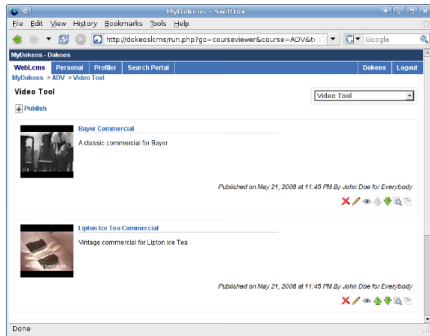 MyDokeos - Swiftfox
File Edit View History Bookmarks Tools Help
http://dokeoslcms/run.php?go=courseviewer&course=ADV&t
Google
MyDokeos - Dokeos
WebLcms Personal Profiler Search Portal Dokeos Logout
MyDokeos > ADV > Video Tool
Video Tool
Video Tool
Publish
Bayer Commercial
A classic commercial for Bayer
Published on May 21, 2008 at 11:45 PM By John Doe for Everybody
Lipton Ice Tea Commercial
Vintage commercial for Lipton Ice Tea
Published on May 21, 2008 at 11:45 PM By John Doe for Everybody
Done